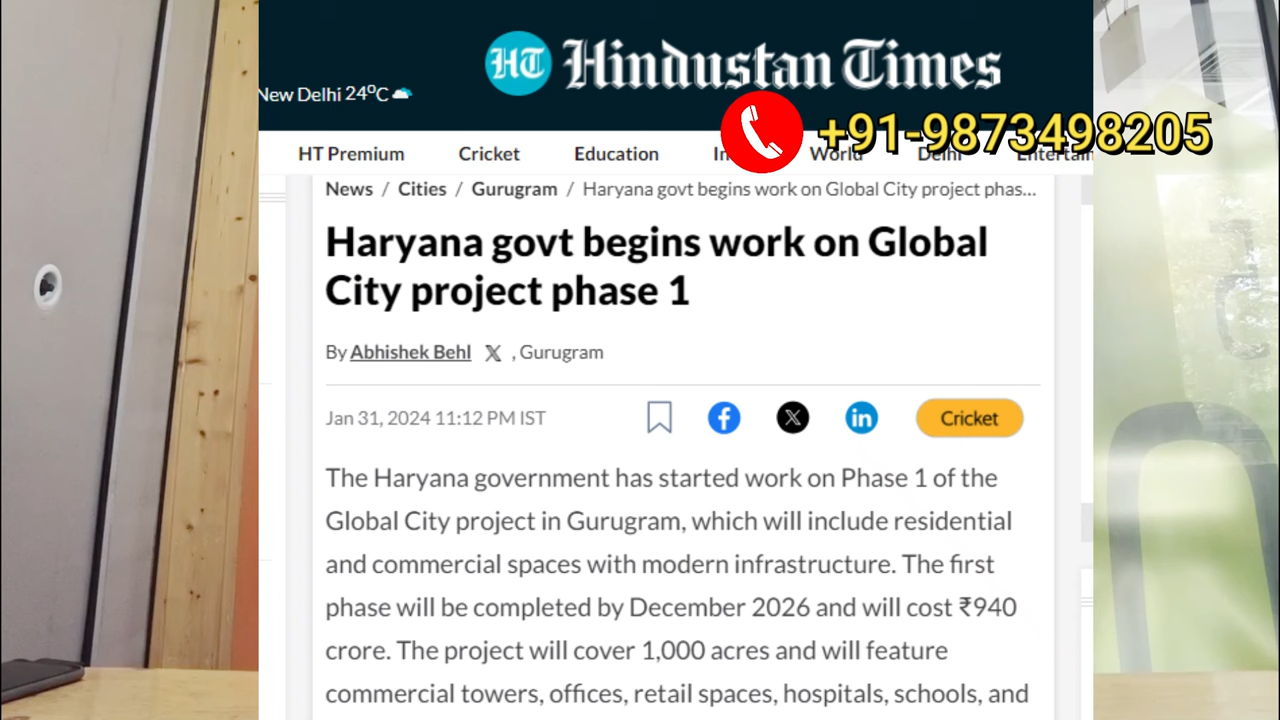 HT Hindustan Times
New Delhi 24°C
+91-9873498205
HT Premium Cricket Education World Delhi
News / Cities / Gurugram / Haryana govt begins work on Global City project phas...
Haryana govt begins work on Global
City project phase 1
By Abhishek Behl X , Gurugram
Jan 31, 2024 11:12 PM IST
Cricket
The Haryana government has started work on Phase 1 of the
Global City project in Gurugram, which will include residential
and commercial spaces with modern infrastructure. The first
phase will be completed by December 2026 and will cost ₹940
crore. The project will cover 1,000 acres and will feature
commercial towers, offices, retail spaces, hospitals, schools, and